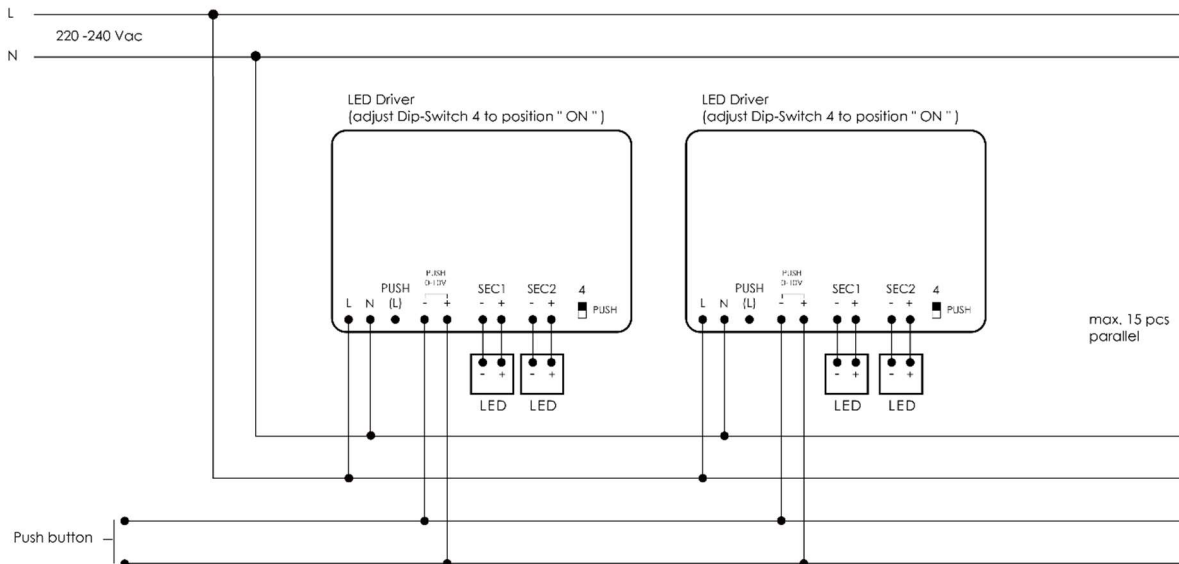 L
220 -240 Vac
N
LED Driver
(adjust Dip-Switch 4 to position " ON " )
LED Driver
(adjust Dip-Switch 4 to position " ON " )
PUSH
0-10V
PUSH
0-10V
PUSH SEC1 SEC2 4
L N (L) - + - + - + PUSH
PUSH SEC1 SEC2 4
L N (L) - + - + - + PUSH
max. 15 pcs
parallel
- + - +
LED LED
- + - +
LED LED
Push button